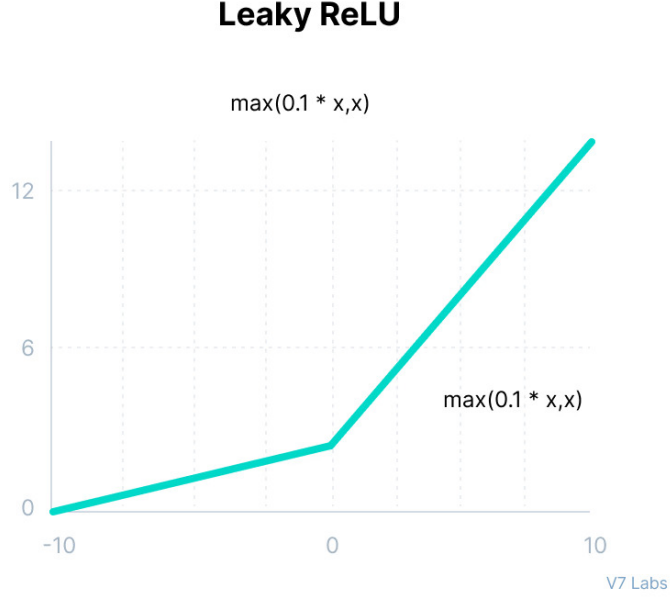 Leaky ReLU
max(0.1 * x,x)
12
6
max(0.1 * x,x)
0
-10 0 10
V7 Labs